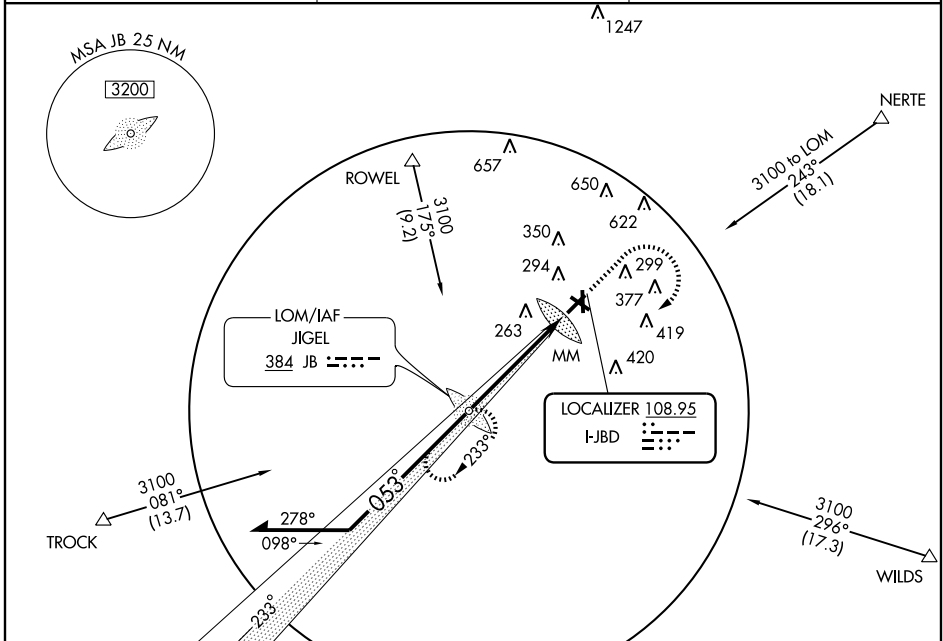 1247
MSA JB 25 NM
3200
NERTE
3100 to LOM
243°
(18.1)
657
ROWEL
3100
175°
(9.2)
650
622
350
294
299
377
263
419
MM
420
LOM/IAF
JIGEL
384 JB
LOCALIZER 108.95
I-JBD
233°
053°
3100
081°
(13.7)
TROCK
278°
098°
3100
296°
(17.3)
WILDS
233°